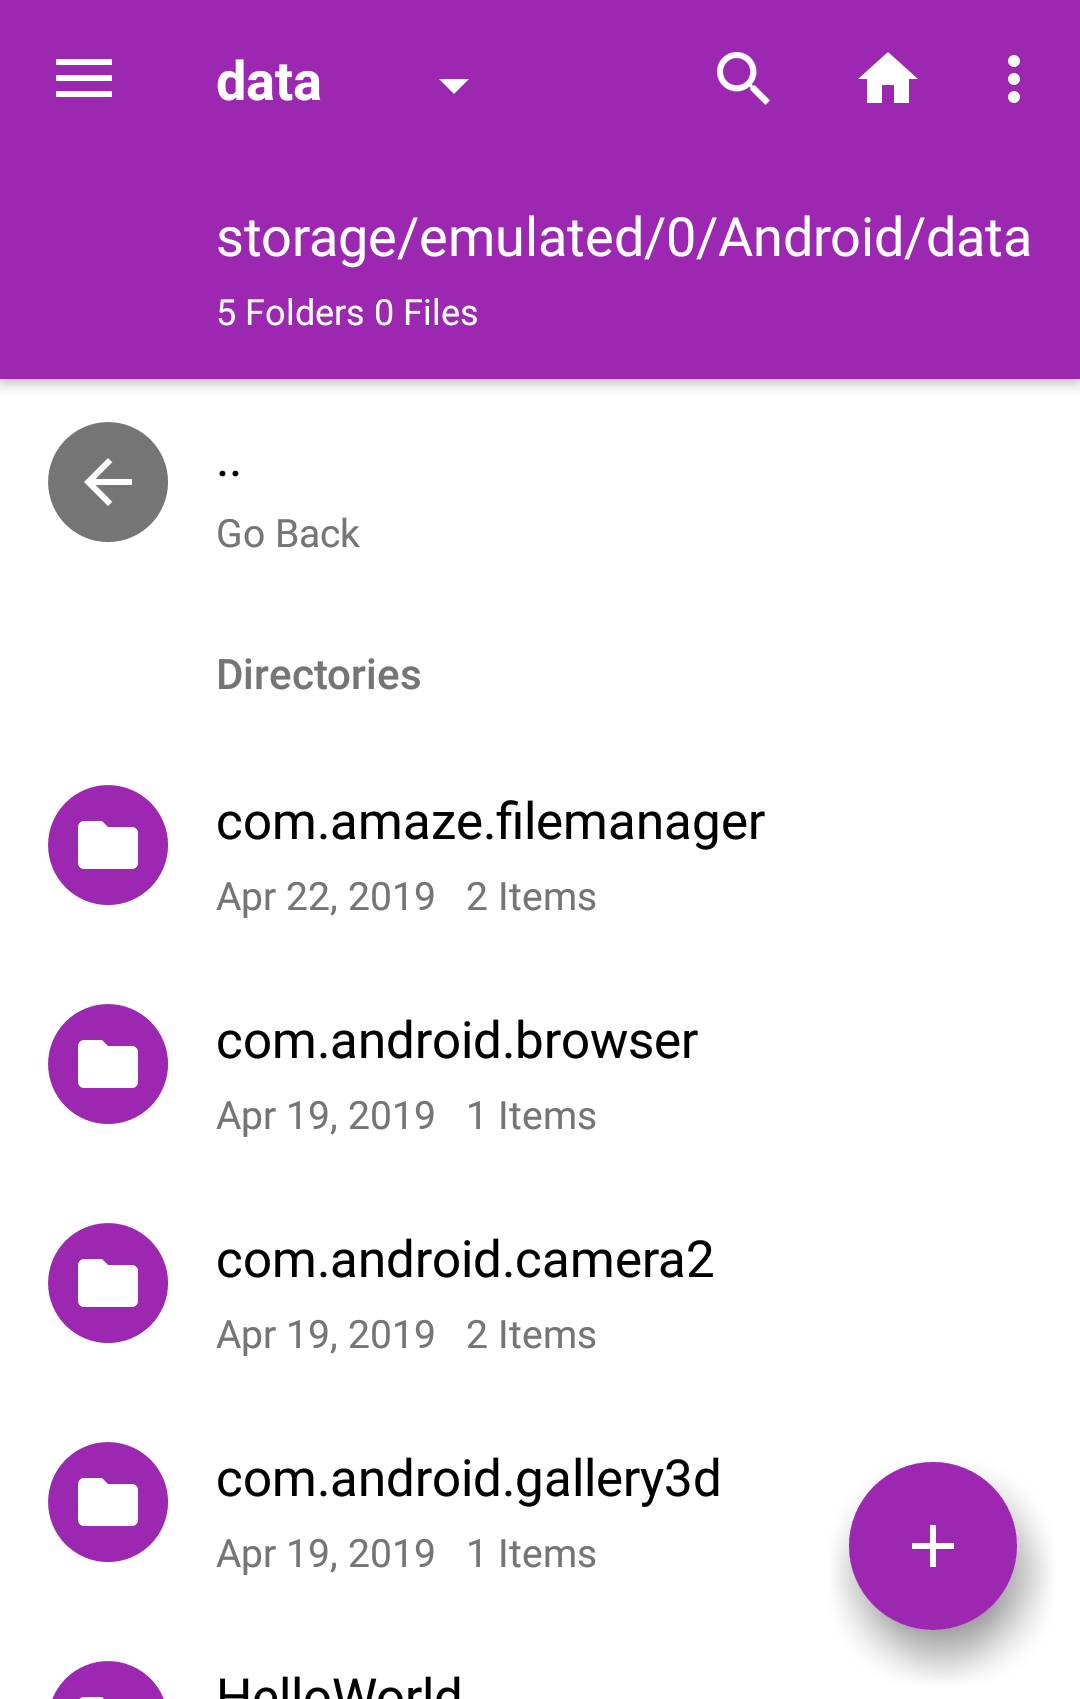 data
storage/emulated/0/Android/data
5 Folders 0 Files
..
Go Back
Directories
com.amaze.filemanager
Apr 22, 2019 2 Items
com.android.browser
Apr 19, 2019 1 Items
com.android.camera2
Apr 19, 2019 2 Items
com.android.gallery3d
Apr 19, 2019 1 Items
HelloWorld